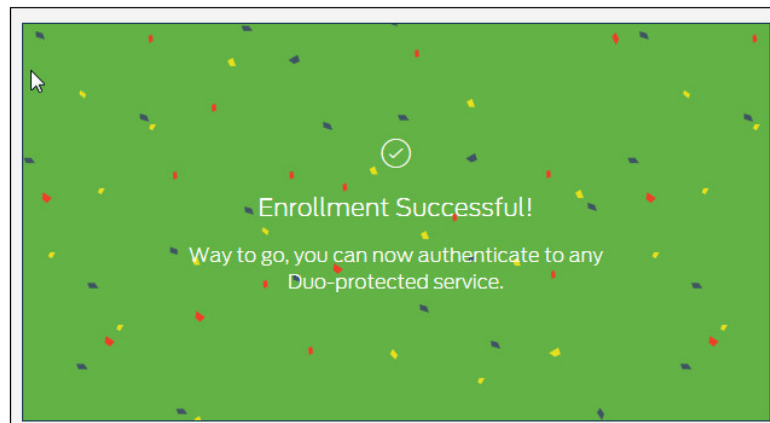 Enrollment Successful!
Way to go, you can now authenticate to any
Duo-protected service.